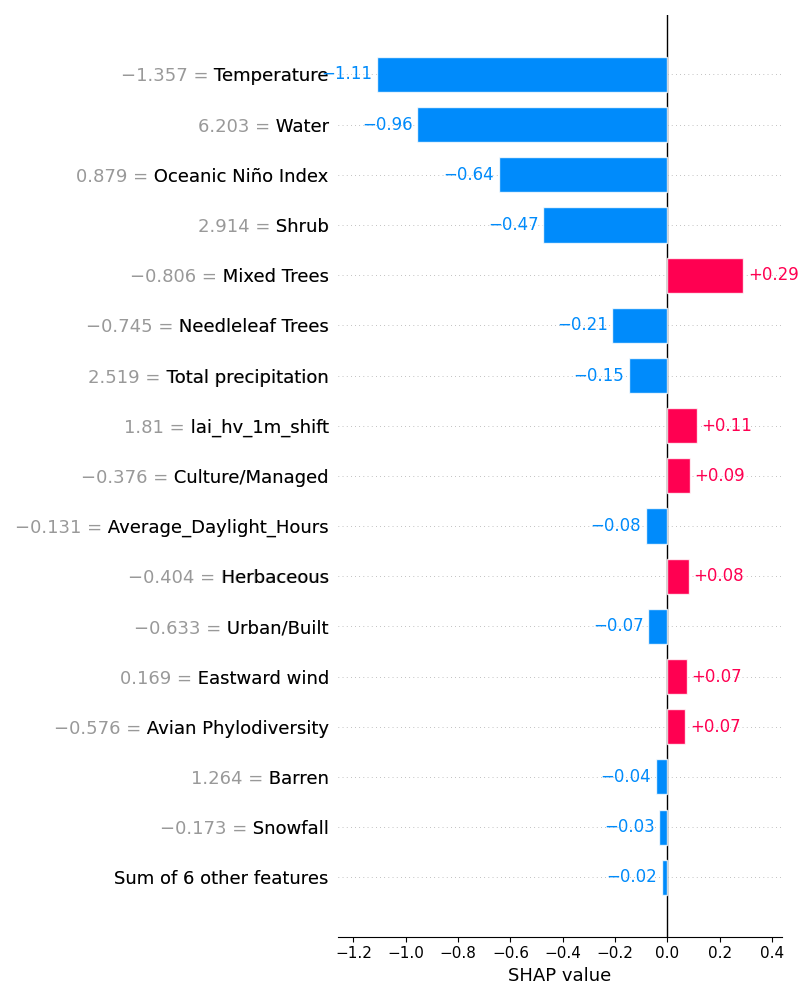 −1.357 = Temperature −1.11
6.203 = Water −0.96
0.879 = Oceanic Niño Index −0.64
2.914 = Shrub −0.47
−0.806 = Mixed Trees +0.29
−0.745 = Needleleaf Trees −0.21
2.519 = Total precipitation −0.15
1.81 = lai_hv_1m_shift +0.11
−0.376 = Culture/Managed +0.09
−0.131 = Average_Daylight_Hours −0.08
−0.404 = Herbaceous +0.08
−0.633 = Urban/Built −0.07
0.169 = Eastward wind +0.07
−0.576 = Avian Phylodiversity +0.07
1.264 = Barren −0.04
−0.173 = Snowfall −0.03
Sum of 6 other features −0.02
−1.2 −1.0 −0.8 −0.6 −0.4 −0.2 0.0 0.2 0.4
SHAP value